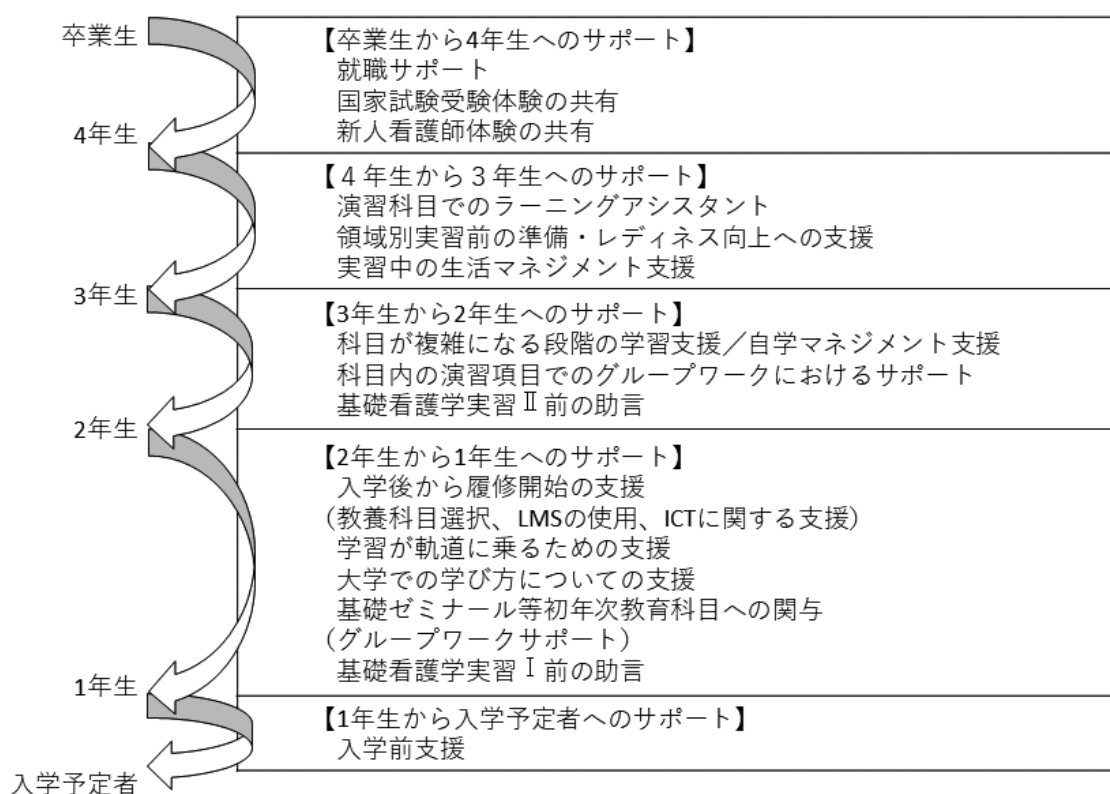 卒業生
【卒業生から4年生へのサポート】
就職サポート
国家試験受験体験の共有
新人看護師体験の共有
4年生
【４年生から３年生へのサポート】
演習科目でのラーニングアシスタント
領域別実習前の準備・レディネス向上への支援
実習中の生活マネジメント支援
3年生
【3年生から2年生へのサポート】
科目が複雑になる段階の学習支援／自学マネジメント支援
科目内の演習項目でのグループワークにおけるサポート
基礎看護学実習Ⅱ前の助言
2年生
【2年生から1年生へのサポート】
入学後から履修開始の支援
（教養科目選択、LMSの使用、ICTに関する支援）
学習が軌道に乗るための支援
大学での学び方についての支援
基礎ゼミナール等初年次教育科目への関与
（グループワークサポート）
基礎看護学実習Ⅰ前の助言
1年生
【1年生から入学予定者へのサポート】
入学前支援
入学予定者